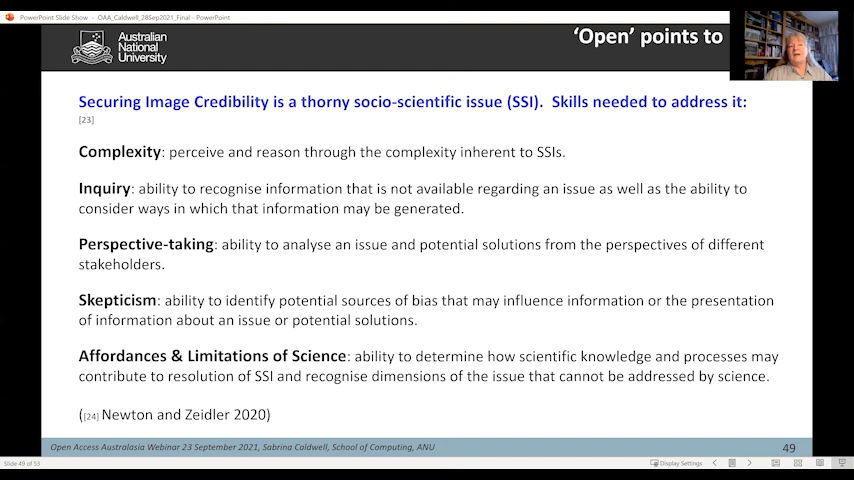 PowerPoint Slide Show - OAA_Caldwell_28Sep2021_Final - PowerPoint
Australian
National
University
‘Open’ points to
Securing Image Credibility is a thorny socio-scientific issue (SSI). Skills needed to address it:
[23]
Complexity: perceive and reason through the complexity inherent to SSIs.
Inquiry: ability to recognise information that is not available regarding an issue as well as the ability to
consider ways in which that information may be generated.
Perspective-taking: ability to analyse an issue and potential solutions from the perspectives of different
stakeholders.
Skepticism: ability to identify potential sources of bias that may influence information or the presentation
of information about an issue or potential solutions.
Affordances & Limitations of Science: ability to determine how scientific knowledge and processes may
contribute to resolution of SSI and recognise dimensions of the issue that cannot be addressed by science.
([24] Newton and Zeidler 2020)
Open Access Australasia Webinar 23 September 2021, Sabrina Caldwell, School of Computing, ANU 49
Slide 49 of 53 Display Settings